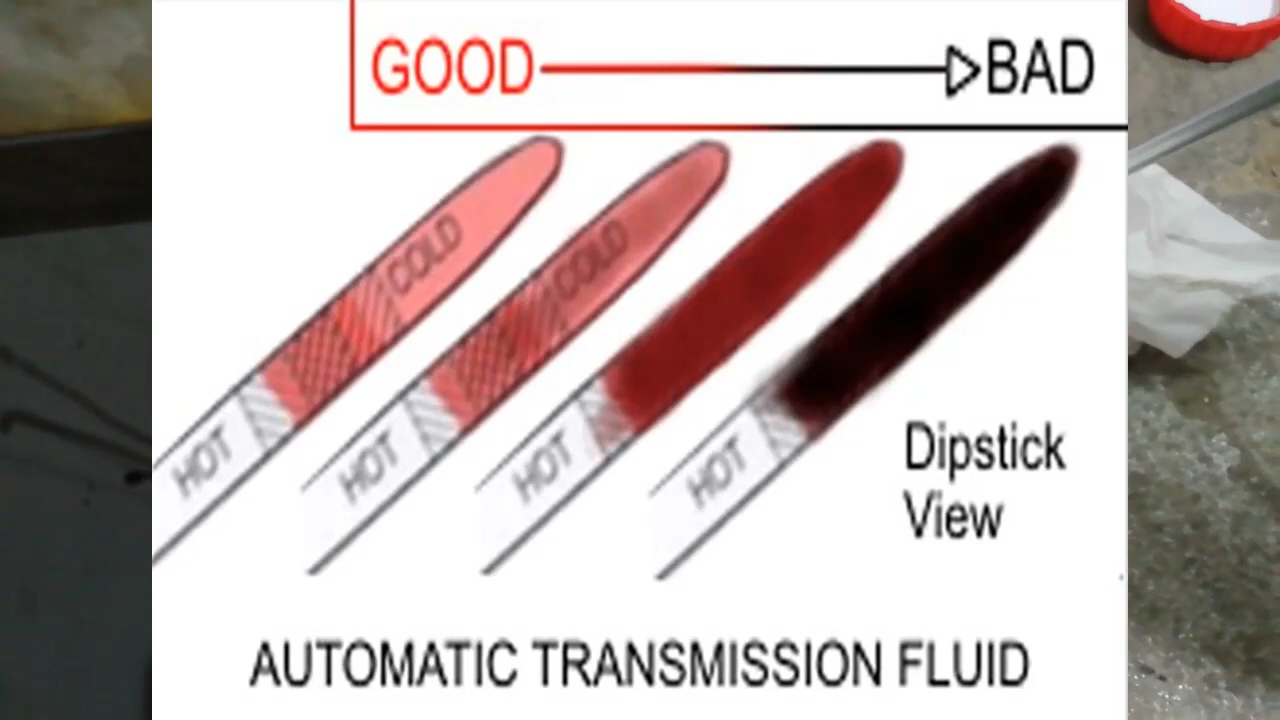 GOOD BAD
COLD COLD
HOT HOT HOT HOT
Dipstick
View
AUTOMATIC TRANSMISSION FLUID